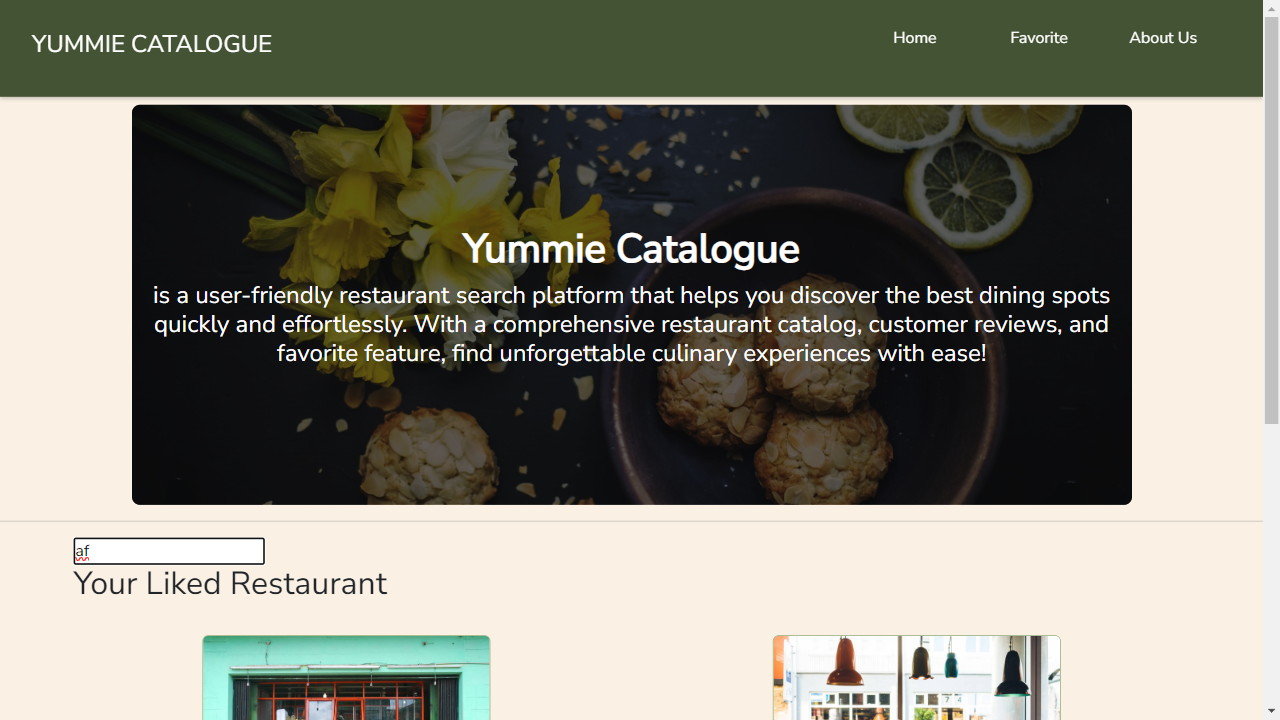 YUMMIE CATALOGUE
Home Favorite About Us
Yummie Catalogue
is a user-friendly restaurant search platform that helps you discover the best dining spots
quickly and effortlessly. With a comprehensive restaurant catalog, customer reviews, and
favorite feature, find unforgettable culinary experiences with ease!
af
Your Liked Restaurant